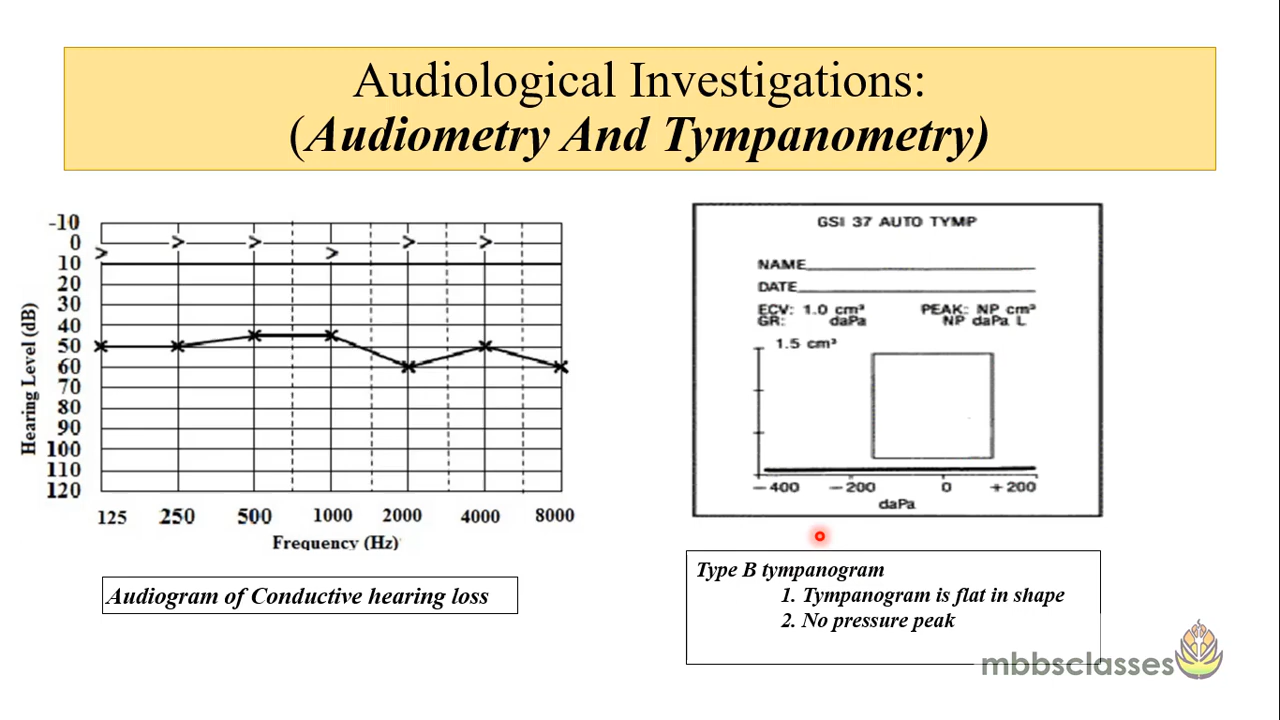 Audiological Investigations:
(Audiometry And Tympanometry)
-10
0
10
20
30
40
50
60
70
80
90
100
110
120
Hearing Level (dB)
125 250 500 1000 2000 4000 8000
Frequency (Hz)
Audiogram of Conductive hearing loss
GSI 37 AUTO TYMP
NAME
DATE
ECV: 1.0 cm³ PEAK: NP cm³
GR: daPa NP daPa L
1.5 cm³
-400 -200 0 +200
daPa
Type B tympanogram
1. Tympanogram is flat in shape
2. No pressure peak
mbbsclasses